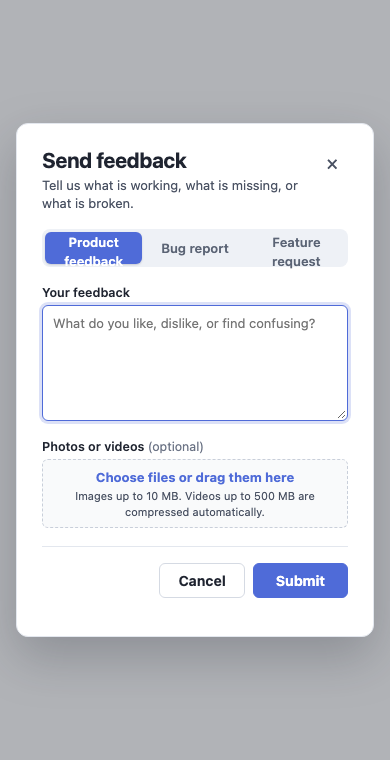 Send feedback
×
Tell us what is working, what is missing, or
what is broken.
Product
feedback
Bug report
Feature
request
Your feedback
What do you like, dislike, or find confusing?
Photos or videos (optional)
Choose files or drag them here
Images up to 10 MB. Videos up to 500 MB are
compressed automatically.
Cancel
Submit